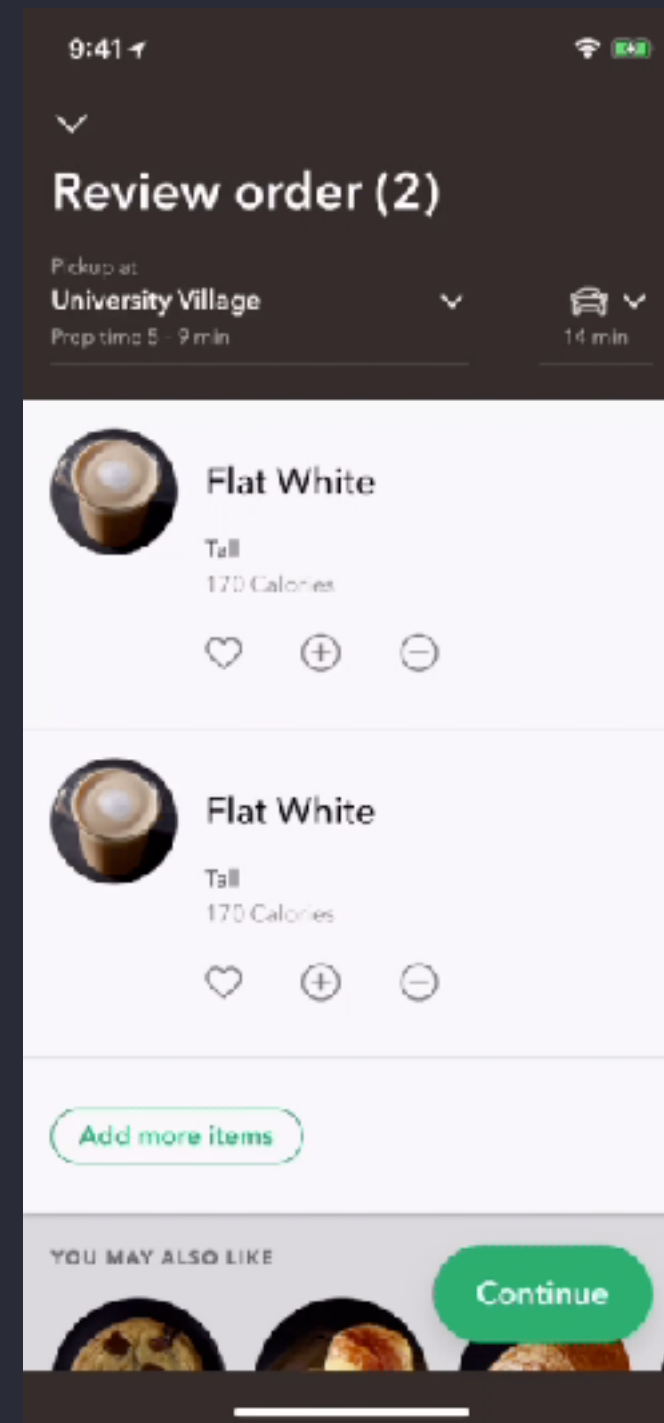 9:41
Review order (2)
Pickup at
University Village
Prep time 5 - 9 min
14 min
Flat White
Tall
170 Calories
Flat White
Tall
170 Calories
Add more items
YOU MAY ALSO LIKE
Continue